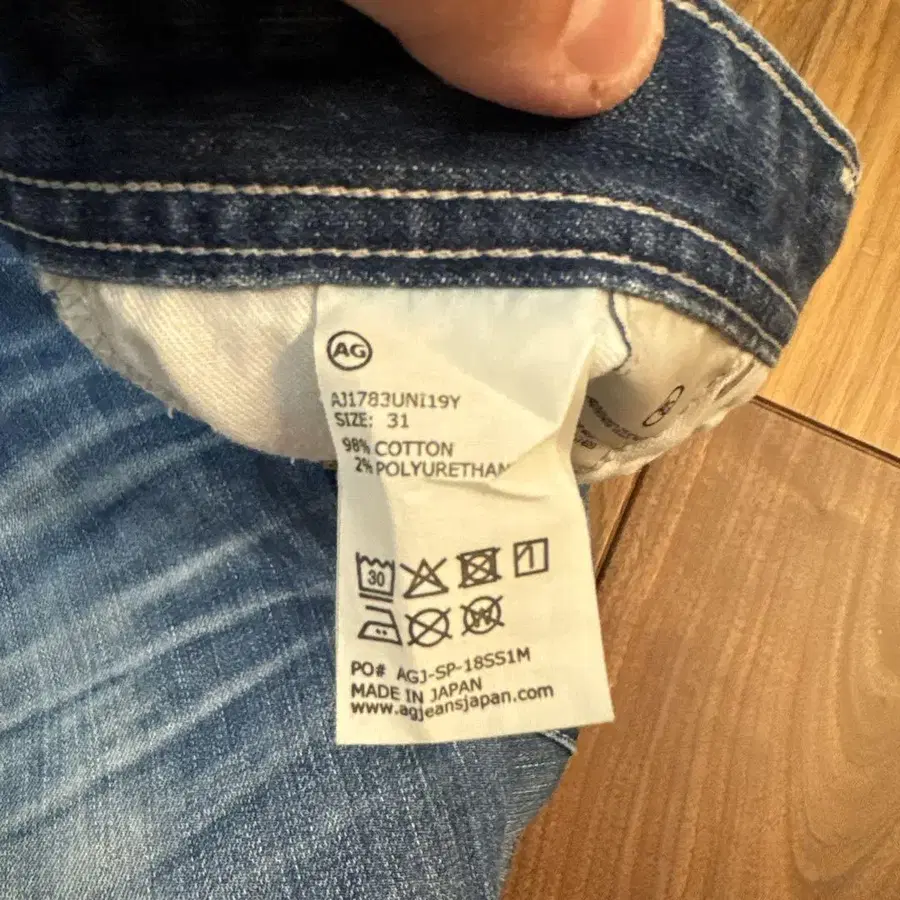 AG
AJ1783UNI19Y
SIZE: 31
98% COTTON
2% POLYURETHAN
30
W
PO# AGJ-SP-18SS1M
MADE IN JAPAN
www.agjeansjapan.com